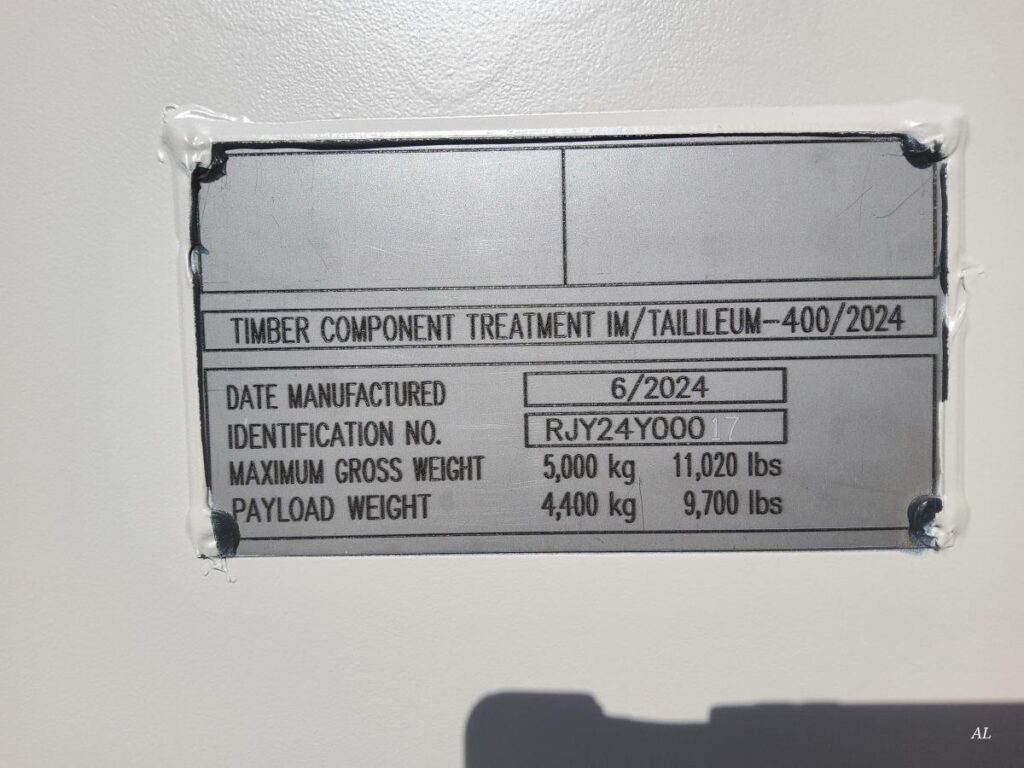 TIMBER COMPONENT TREATMENT IM/TAILILEUM-400/2024
DATE MANUFACTURED 6/2024
IDENTIFICATION NO. RJY24Y00017
MAXIMUM GROSS WEIGHT 5,000 kg 11,020 lbs
PAYLOAD WEIGHT 4,400 kg 9,700 lbs
AL